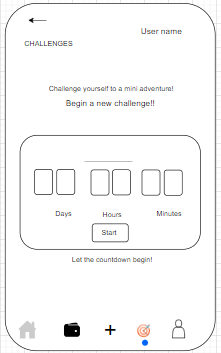 User name
CHALLENGES
Challenge yourself to a mini adventure!
Begin a new challenge!!
Days
Hours
Minutes
Start
Let the countdown begin!